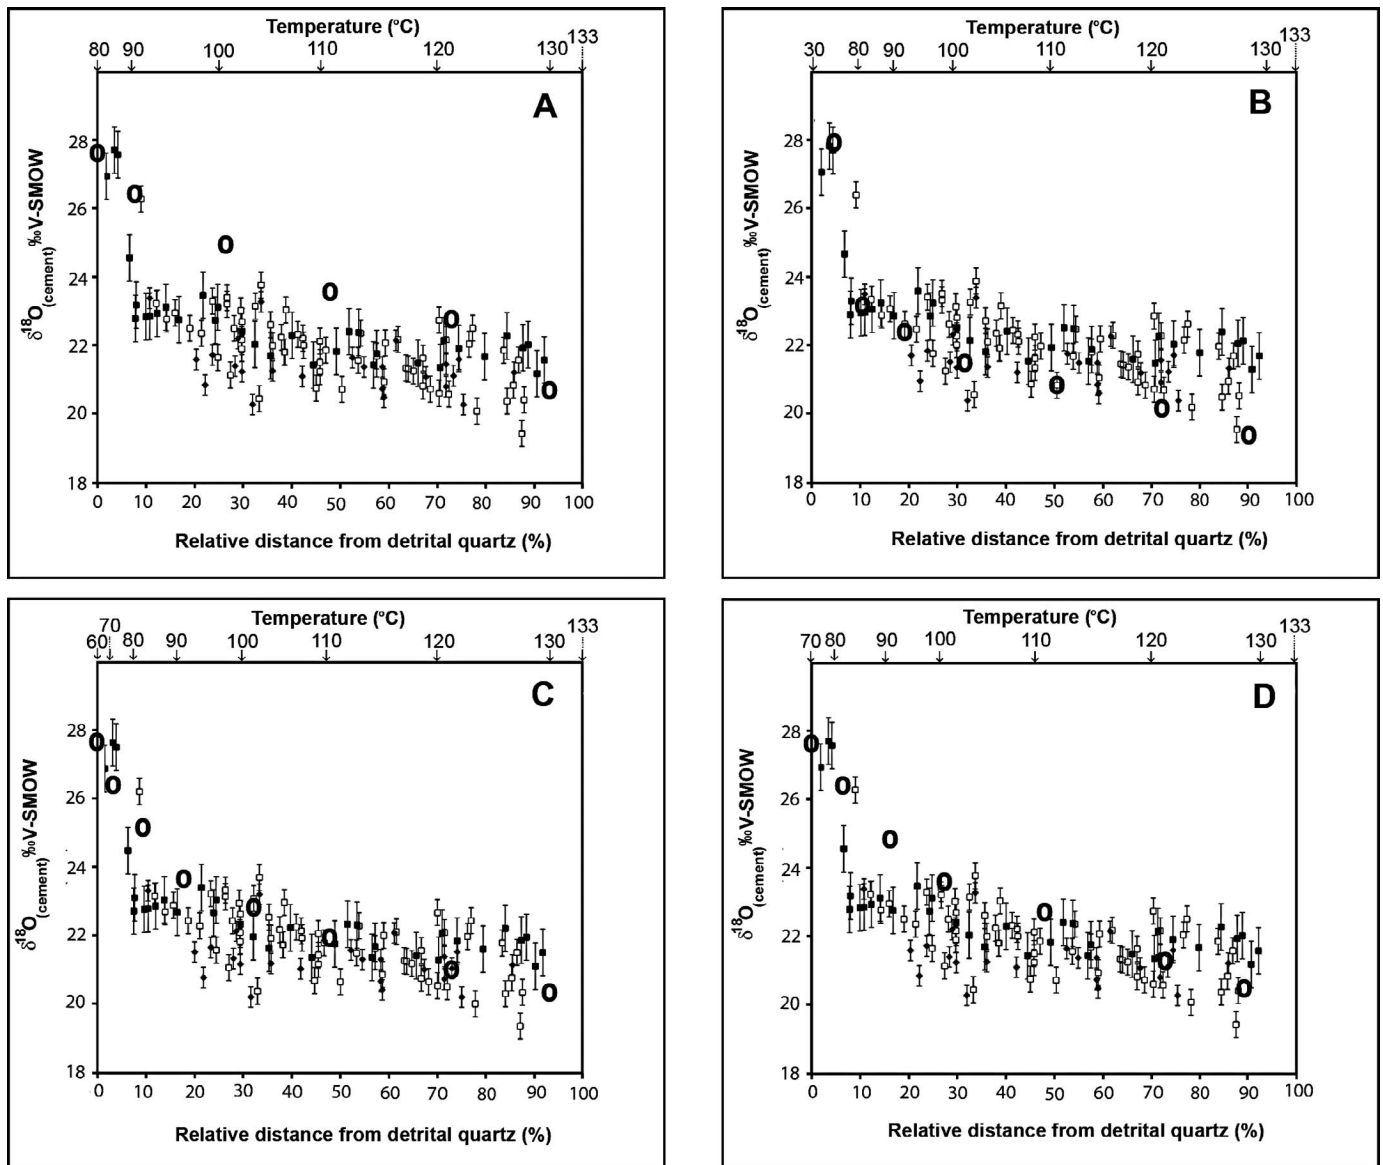 Temperature (°C)
80 90 100 110 120 130 133
A
28
26
24
22
20
18
δ18O(cement)‰V-SMOW
0 10 20 30 40 50 60 70 80 90 100
Relative distance from detrital quartz (%)
Temperature (°C)
30 80 90 100 110 120 130 133
B
28
26
24
22
20
18
δ18O(cement)‰V-SMOW
0 10 20 30 40 50 60 70 80 90 100
Relative distance from detrital quartz (%)
Temperature (°C)
60 70 80 90 100 110 120 130 133
C
28
26
24
22
20
18
δ18O(cement)‰V-SMOW
0 10 20 30 40 50 60 70 80 90 100
Relative distance from detrital quartz (%)
Temperature (°C)
70 80 90 100 110 120 130 133
D
28
26
24
22
20
18
δ18O(cement)‰V-SMOW
0 10 20 30 40 50 60 70 80 90 100
Relative distance from detrital quartz (%)